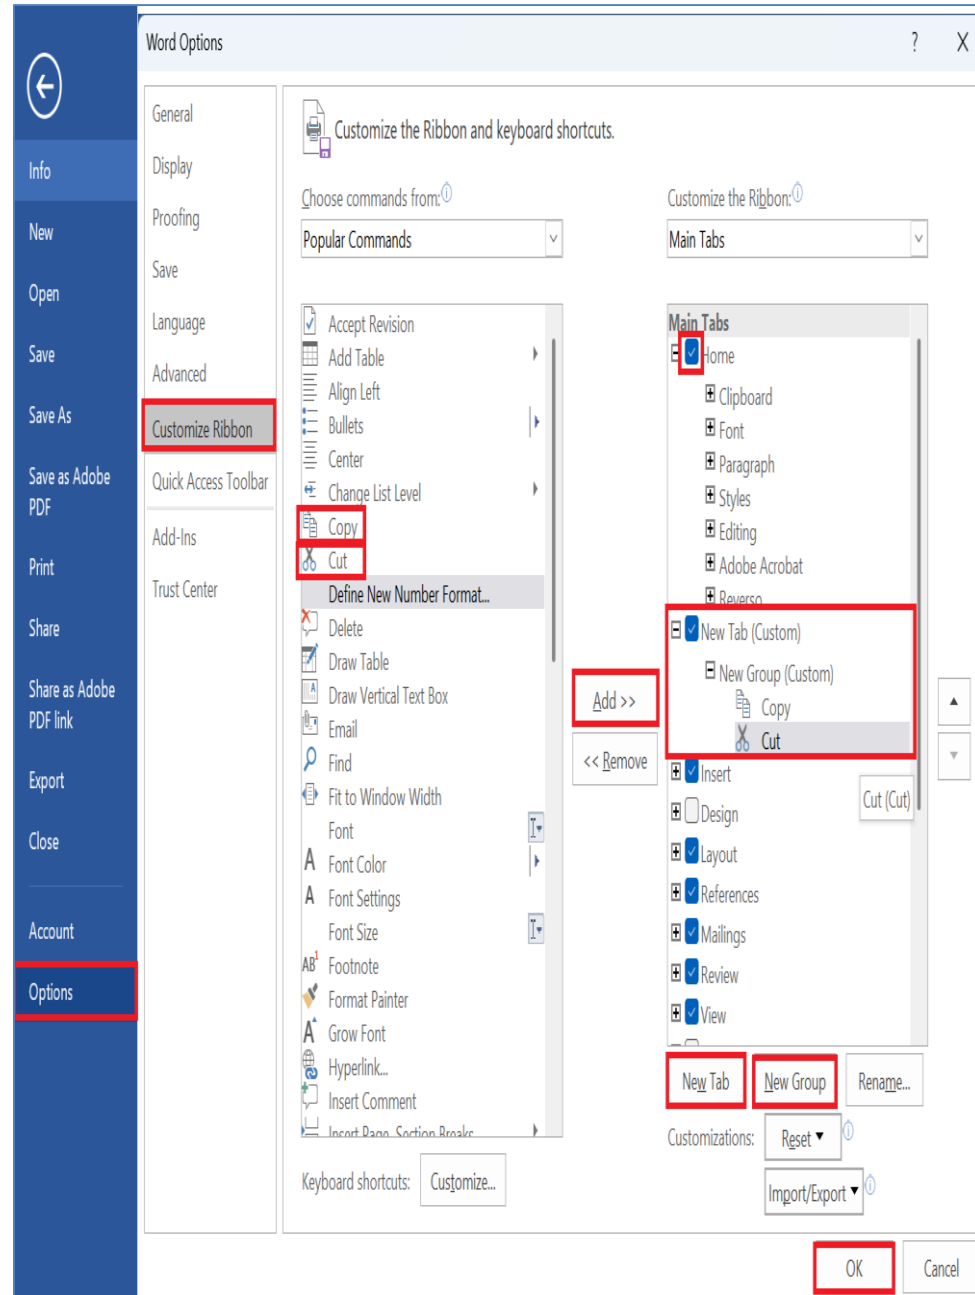 Word Options
?
X
Info
New
Open
Save
Save As
Save as Adobe
PDF
Print
Share
Share as Adobe
PDF link
Export
Close
Account
Options
General
Display
Proofing
Save
Language
Advanced
Customize Ribbon
Quick Access Toolbar
Add-Ins
Trust Center
Customize the Ribbon and keyboard shortcuts.
Choose commands from:
Popular Commands
Accept Revision
Add Table
Align Left
Bullets
Center
Change List Level
Copy
Cut
Define New Number Format...
Delete
Draw Table
Draw Vertical Text Box
Email
Find
Fit to Window Width
Font
Font Color
Font Settings
Font Size
Footnote
Format Painter
Grow Font
Hyperlink...
Insert Comment
Insert Page, Section Breaks
Keyboard shortcuts: Customize...
Add >>
<< Remove
Customize the Ribbon:
Main Tabs
Main Tabs
Home
Clipboard
Font
Paragraph
Styles
Editing
Adobe Acrobat
Reverso
New Tab (Custom)
New Group (Custom)
Copy
Cut
Insert
Cut (Cut)
Design
Layout
References
Mailings
Review
View
New Tab New Group Rename...
Customizations: Reset
Import/Export
OK Cancel